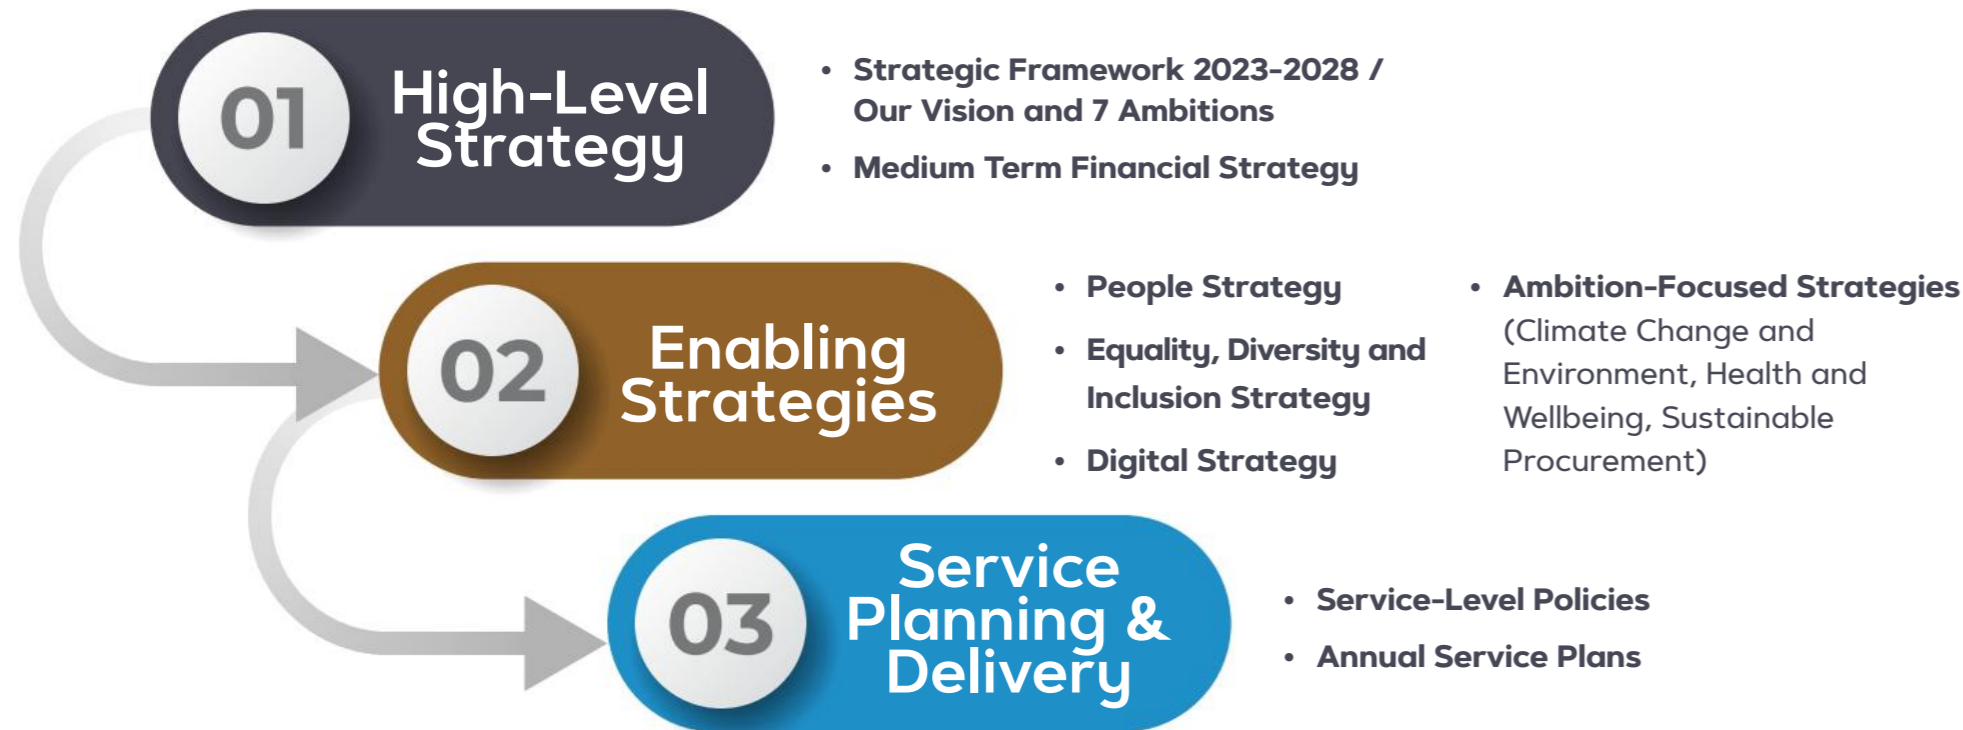 01
High-Level
Strategy
• Strategic Framework 2023-2028 /
Our Vision and 7 Ambitions
• Medium Term Financial Strategy
02
Enabling
Strategies
• People Strategy
• Equality, Diversity and
Inclusion Strategy
• Digital Strategy
• Ambition-Focused Strategies
(Climate Change and
Environment, Health and
Wellbeing, Sustainable
Procurement)
03
Service
Planning &
Delivery
• Service-Level Policies
• Annual Service Plans